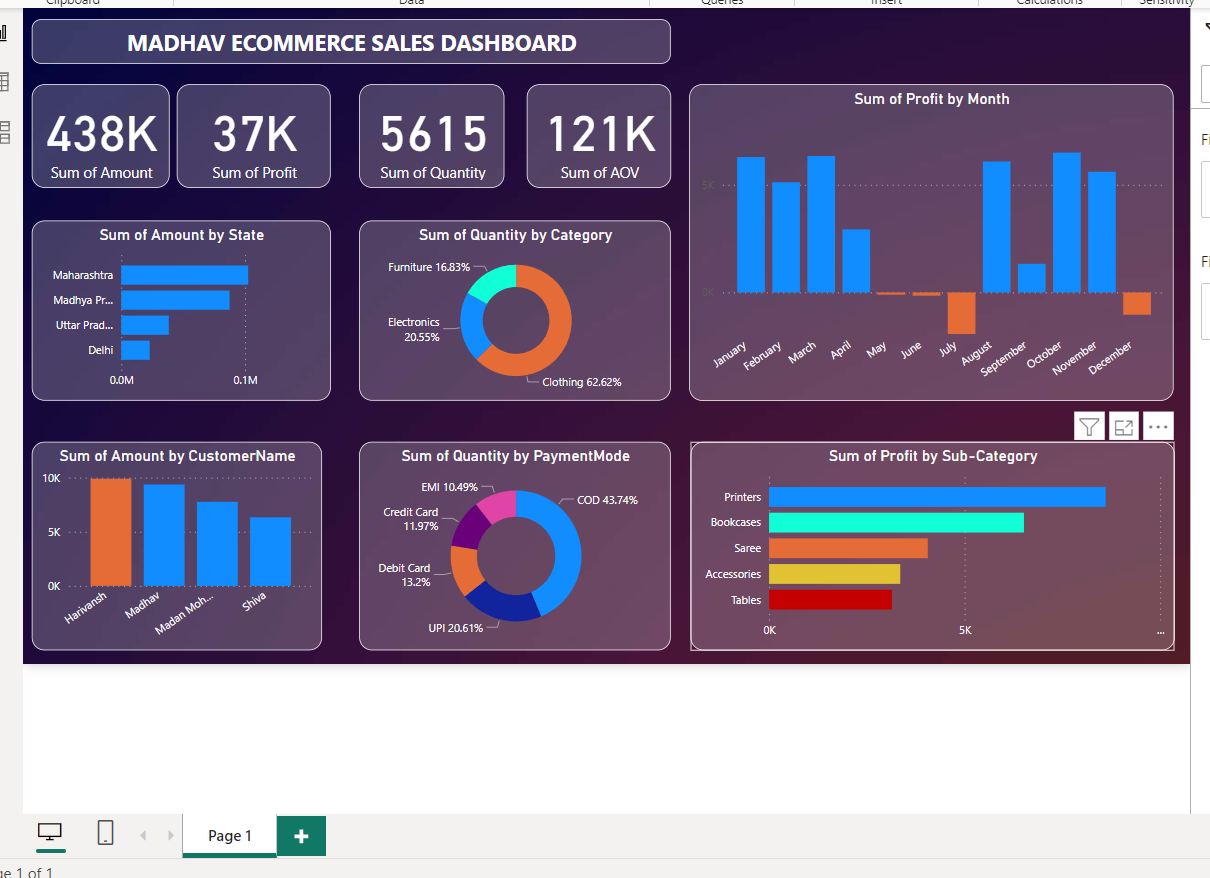 Clipboard
Data
Queries
Insert
Calculations
Sensitivity
MADHAV ECOMMERCE SALES DASHBOARD
438K
Sum of Amount
37K
Sum of Profit
5615
Sum of Quantity
121K
Sum of AOV
Sum of Profit by Month
5K
0K
January
February
March
April
May
June
July
August
September
October
November
December
Sum of Amount by State
Maharashtra
Madhya Pr...
Uttar Prad...
Delhi
0.0M
0.1M
Sum of Quantity by Category
Furniture 16.83%
Electronics
20.55%
Clothing 62.62%
Sum of Amount by CustomerName
10K
5K
0K
Harivansh
Madhav
Madan Moh...
Shiva
Sum of Quantity by PaymentMode
EMI 10.49%
COD 43.74%
Credit Card
11.97%
Debit Card
13.2%
UPI 20.61%
Sum of Profit by Sub-Category
Printers
Bookcases
Saree
Accessories
Tables
0K
5K
...
Fi
Fi
Page 1
ge 1 of 1